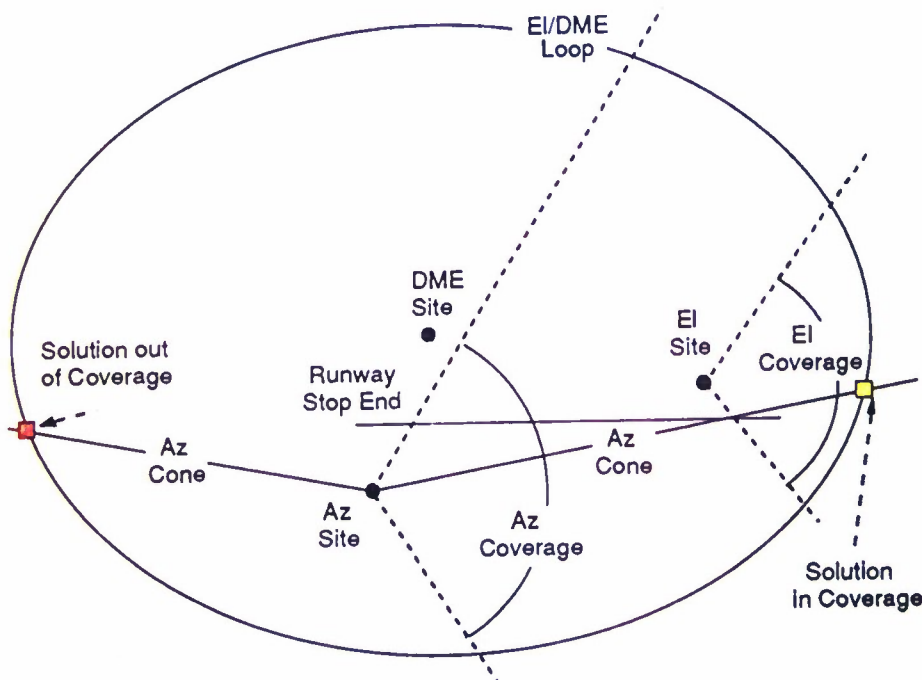 El/DME
Loop
DME
Site
El
Site
El
Coverage
Solution out
of Coverage
Runway
Stop End
Az
Cone
Az
Cone
Az
Site
Az
Coverage
Solution
in Coverage